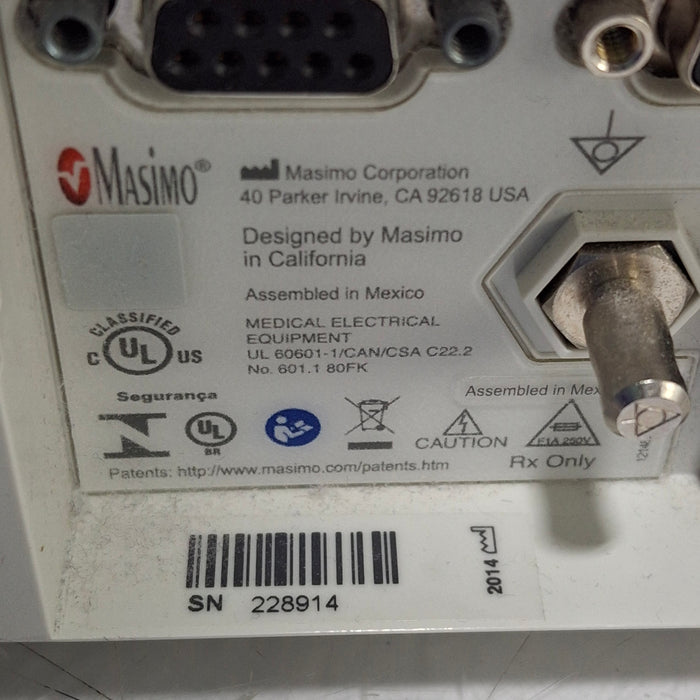 MASiMO®
Masimo Corporation
40 Parker Irvine, CA 92618 USA
Designed by Masimo
in California
Assembled in Mexico
CLASSIFIED
C UL US
MEDICAL ELECTRICAL
EQUIPMENT
UL 60601-1/CAN/CSA C22.2
No. 601.1 80FK
Segurança
UL
BR
Assembled in
CAUTION
F1A 250V
Patents: http://www.masimo.com/patents.htm
Rx Only
SN 228914
2014